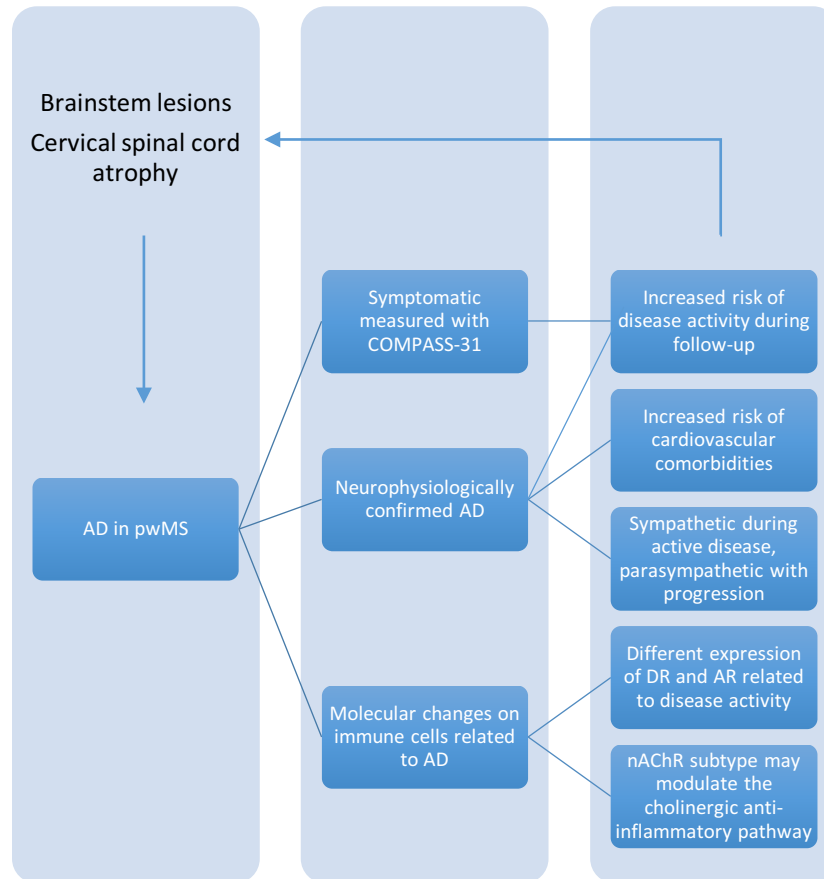 Brainstem lesions
Cervical spinal cord
atrophy
AD in pwMS
Symptomatic
measured with
COMPASS-31
Neurophysiologically
confirmed AD
Molecular changes on
immune cells related
to AD
Increased risk of
disease activity during
follow-up
Increased risk of
cardiovascular
comorbidities
Sympathetic during
active disease,
parasympathetic with
progression
Different expression
of DR and AR related
to disease activity
nAChR subtype may
modulate the
cholinergic anti-
inflammatory pathway